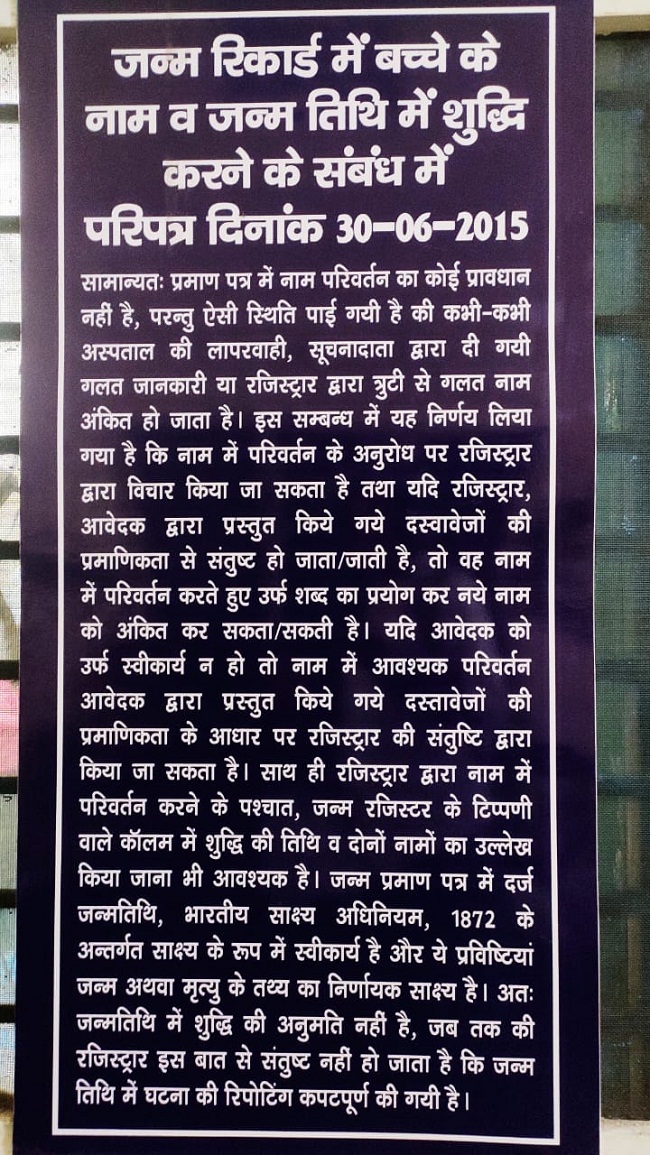 जन्म रिकार्ड में बच्चे के
नाम व जन्म तिथि में शुद्धि
करने के संबंध में
परिपत्र दिनांक 30-06-2015
सामान्यतः प्रमाण पत्र में नाम परिवर्तन का कोई प्रावधान
नहीं है, परन्तु ऐसी स्थिति पाई गयी है की कभी-कभी
अस्पताल की लापरवाही, सूचनादाता द्वारा दी गयी
गलत जानकारी या रजिस्ट्रार द्वारा त्रुटी से गलत नाम
अंकित हो जाता है। इस सम्बन्ध में यह निर्णय लिया
गया है कि नाम में परिवर्तन के अनुरोध पर रजिस्ट्रार
द्वारा विचार किया जा सकता है तथा यदि रजिस्ट्रार,
आवेदक द्वारा प्रस्तुत किये गये दस्वावेजों की
प्रमाणिकता से संतुष्ट हो जाता/जाती है, तो वह नाम
में परिवर्तन करते हुए उर्फ शब्द का प्रयोग कर नये नाम
को अंकित कर सकता/सकती है। यदि आवेदक को
उर्फ स्वीकार्य न हो तो नाम में आवश्यक परिवर्तन
आवेदक द्वारा प्रस्तुत किये गये दस्तावेजों की
प्रमाणिकता के आधार पर रजिस्ट्रार की संतुष्टि द्वारा
किया जा सकता है। साथ ही रजिस्ट्रार द्वारा नाम में
परिवर्तन करने के पश्चात, जन्म रजिस्टर के टिप्पणी
वाले कॉलम में शुद्धि की तिथि व दोनों नामों का उल्लेख
किया जाना भी आवश्यक है। जन्म प्रमाण पत्र में दर्ज
जन्मतिथि, भारतीय साक्ष्य अधिनियम, 1872 के
अन्तर्गत साक्ष्य के रूप में स्वीकार्य है और ये प्रविष्टियां
जन्म अथवा मृत्यु के तथ्य का निर्णायक साक्ष्य है। अतः
जन्मतिथि में शुद्धि की अनुमति नहीं है, जब तक की
रजिस्ट्रार इस बात से संतुष्ट नहीं हो जाता है कि जन्म
तिथि में घटना की रिपोटिंग कपटपूर्ण की गयी है।